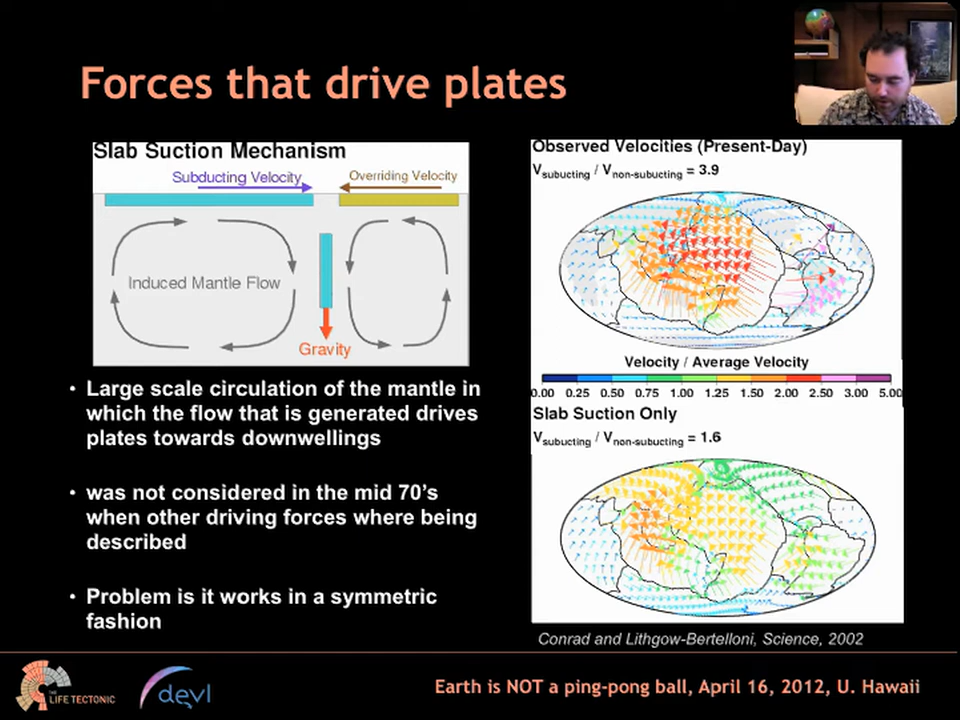 Forces that drive plates
Slab Suction Mechanism
Subducting Velocity
Overriding Velocity
Induced Mantle Flow
Gravity
• Large scale circulation of the mantle in
which the flow that is generated drives
plates towards downwellings
• was not considered in the mid 70's
when other driving forces where being
described
• Problem is it works in a symmetric
fashion
Observed Velocities (Present-Day)
Vsubucting / Vnon-subucting = 3.9
Velocity / Average Velocity
0.00 0.25 0.50 0.75 1.00 1.25 1.50 2.00 2.50 3.00 5.00
Slab Suction Only
Vsubucting / Vnon-subucting = 1.6
Conrad and Lithgow-Bertelloni, Science, 2002
THE
LIFE TECTONIC
devl
Earth is NOT a ping-pong ball, April 16, 2012, U. Hawaii